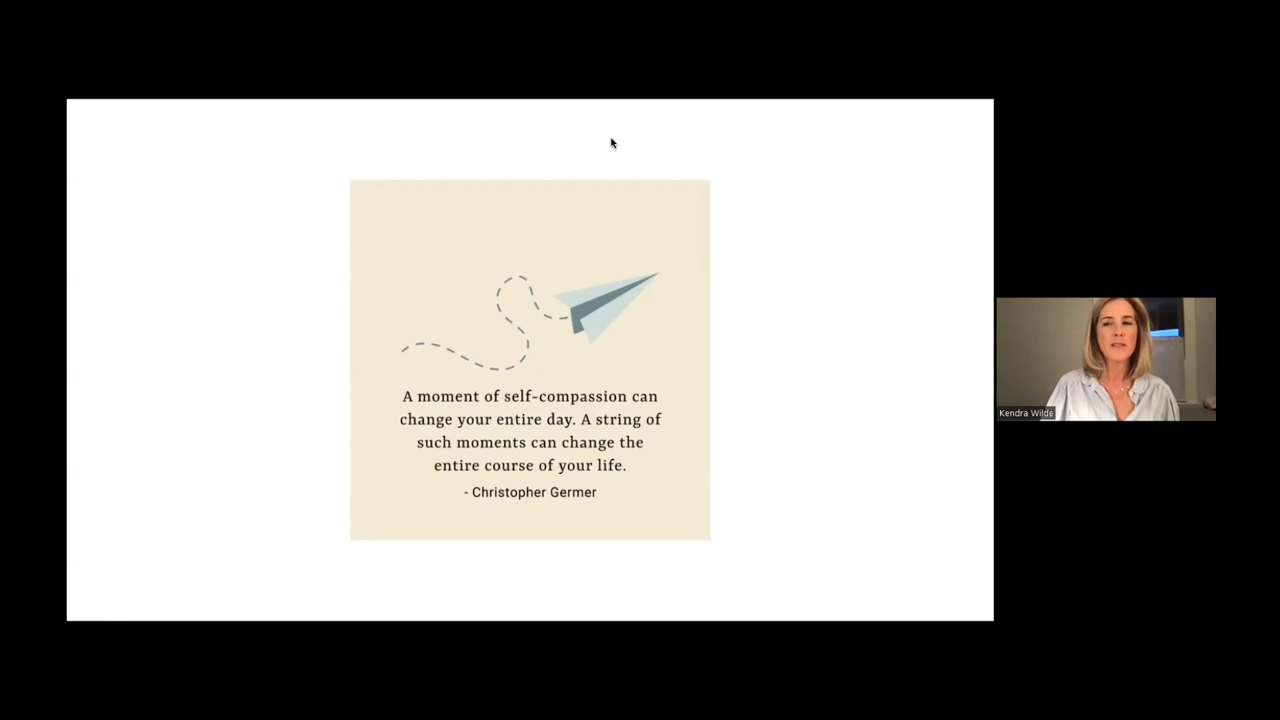 A moment of self-compassion can
change your entire day. A string of
such moments can change the
entire course of your life.
- Christopher Germer
Kendra Wilde